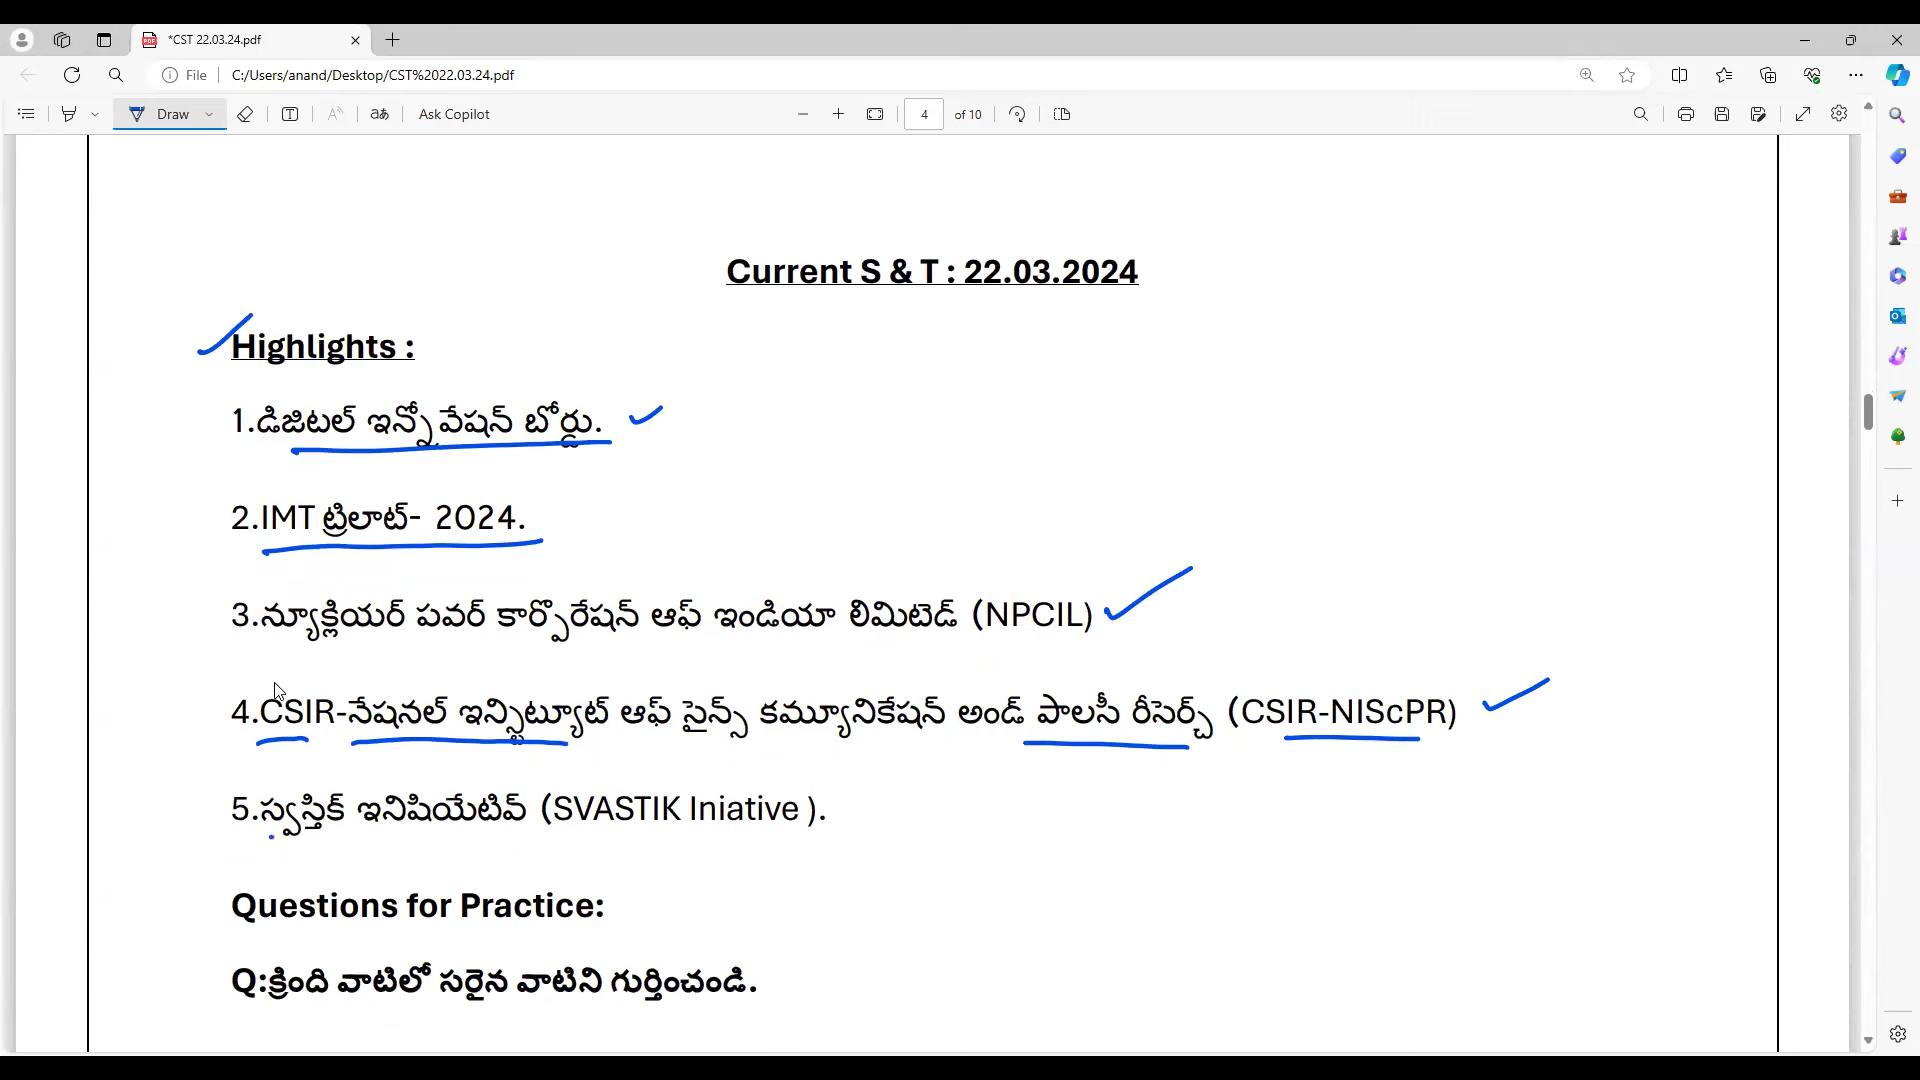 *CST 22.03.24.pdf
File
C:/Users/anand/Desktop/CST%2022.03.24.pdf
Draw
aあ
Ask Copilot
4 of 10
Current S & T : 22.03.2024
Highlights :
1.డిజిటల్ ఇన్నోవేషన్ బోర్డు.
2.IMT ట్రిలాట్- 2024.
3.న్యూక్లియర్ పవర్ కార్పొరేషన్ ఆఫ్ ఇండియా లిమిటెడ్ (NPCIL)
4.CSIR-నేషనల్ ఇన్స్టిట్యూట్ ఆఫ్ సైన్స్ కమ్యూనికేషన్ అండ్ పాలసీ రీసెర్చ్ (CSIR-NIScPR)
5.స్వస్తిక్ ఇనిషియేటివ్ (SVASTIK Iniative ).
Questions for Practice:
Q:క్రింది వాటిలో సరైన వాటిని గుర్తించండి.